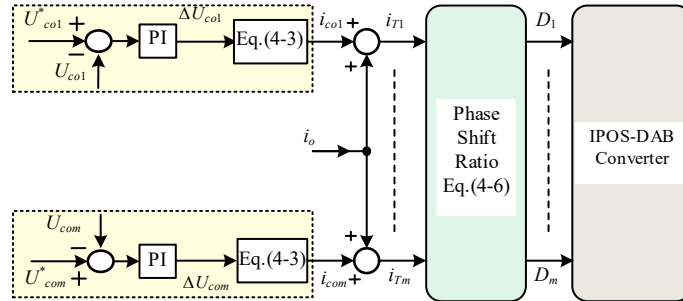 U*co1 + − PI ΔUco1 Eq.(4-3) ico1 + iT1 D1
Uco1 +
io
Phase
Shift
Ratio
Eq.(4-6)
IPOS-DAB
Converter
Ucom +
U*com − + PI ΔUcom Eq.(4-3) icom + iTm Dm